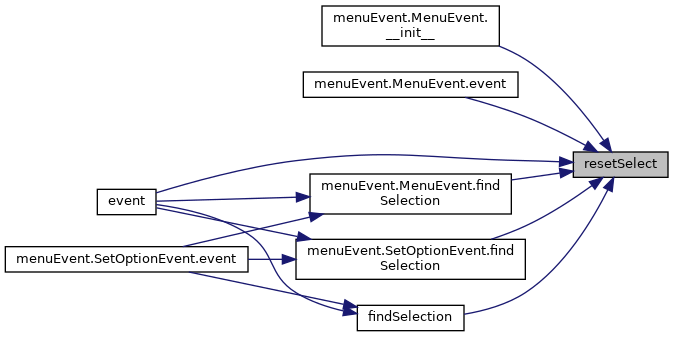 menuEvent.MenuEvent.
__init__
menuEvent.MenuEvent.event
resetSelect
menuEvent.MenuEvent.find
Selection
event
menuEvent.SetOptionEvent.find
Selection
menuEvent.SetOptionEvent.event
findSelection